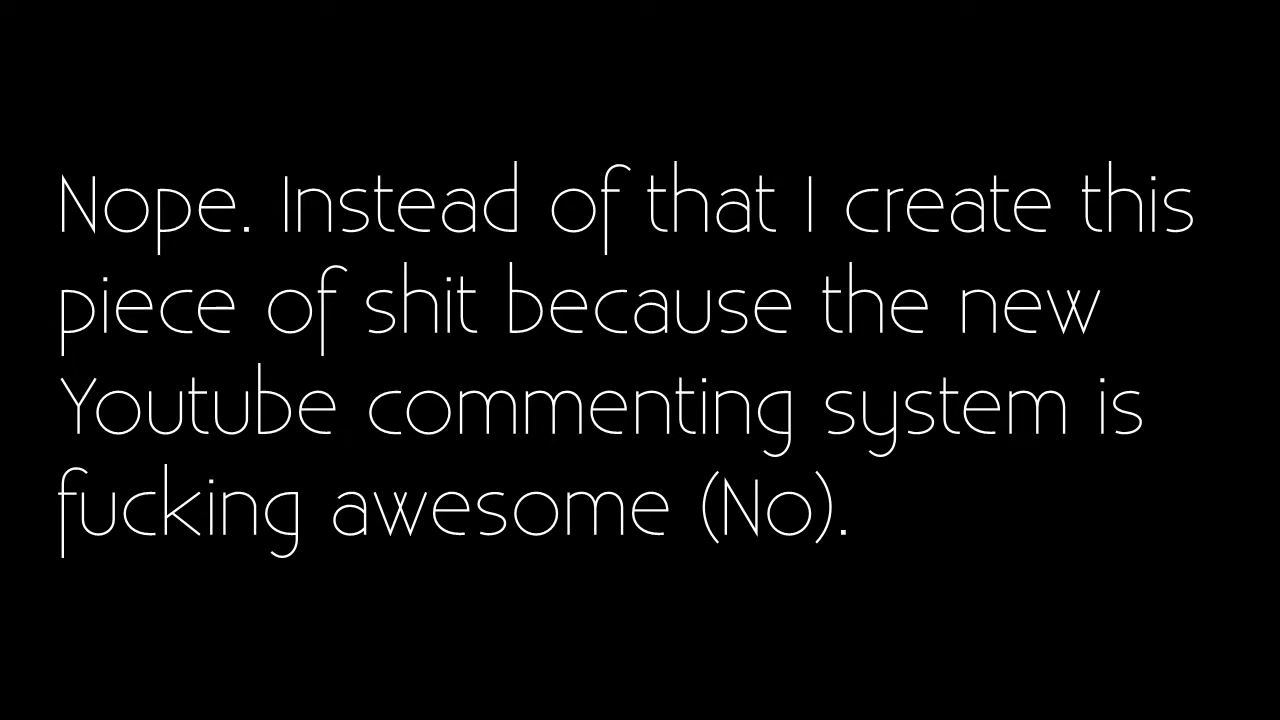 Nope. Instead of that I create this
piece of shit because the new
Youtube commenting system is
fucking awesome (No).